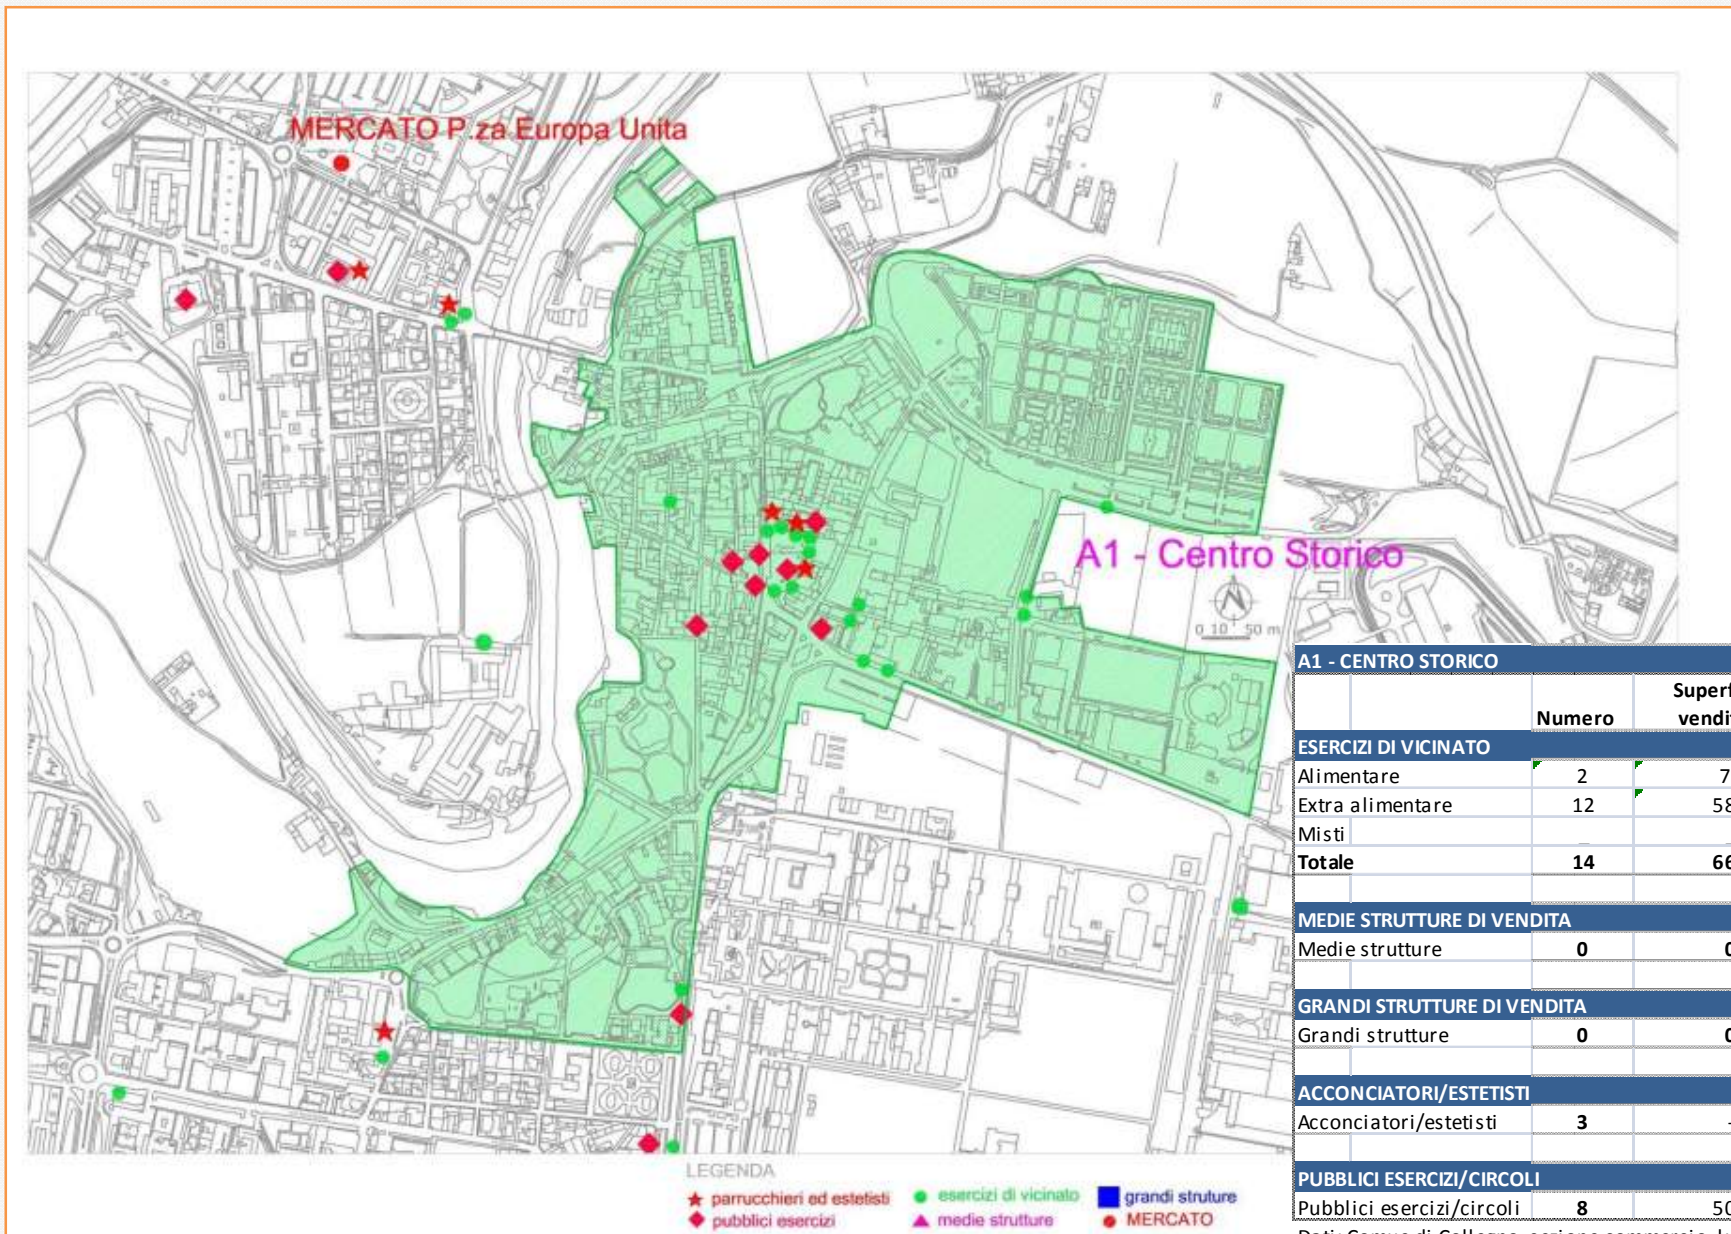 MERCATO P.za Europa Unita
A1 - Centro Storico
0 10 50 m
A1 - CENTRO STORICO
Numero
ESERCIZI DI VICINATO
Alimentare 2
Extra alimentare 12
Misti _
Totale 14
MEDIE STRUTTURE DI VENDITA
Medie strutture 0
GRANDI STRUTTURE DI VENDITA
Grandi strutture 0
ACCONCIATORI/ESTETISTI
Acconciatori/estetisti 3
PUBBLICI ESERCIZI/CIRCOLI
Pubblici esercizi/circoli 8
LEGENDA
parrucchieri ed estetisti esercizi di vicinato grandi struture
pubblici esercizi medie strutture MERCATO